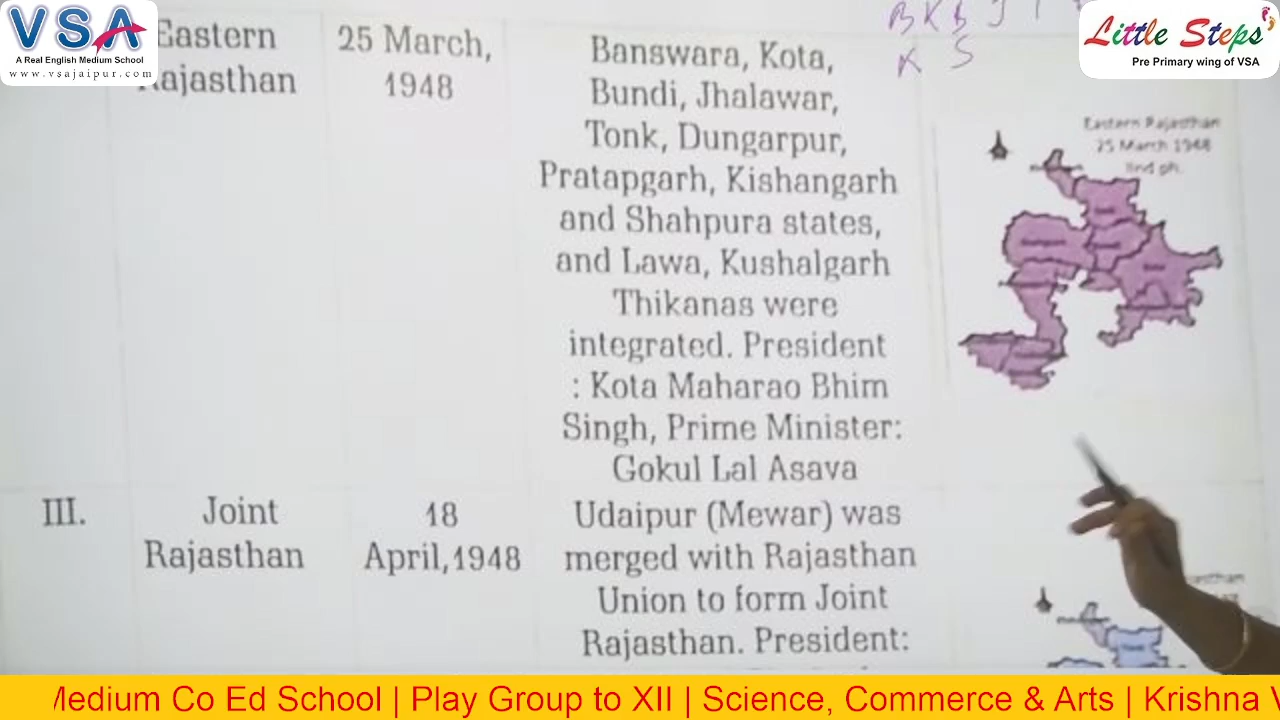 VSA
A Real English Medium School
www.vsajaipur.com
Little Steps
Pre Primary wing of VSA
B K B J T
K S
Eastern
Rajasthan
25 March,
1948
Banswara, Kota,
Bundi, Jhalawar,
Tonk, Dungarpur,
Pratapgarh, Kishangarh
and Shahpura states,
and Lawa, Kushalgarh
Thikanas were
integrated. President
: Kota Maharao Bhim
Singh, Prime Minister:
Gokul Lal Asava
Eastern Rajasthan
25 March 1948
IInd ph.
III.
Joint
Rajasthan
18
April,1948
Udaipur (Mewar) was
merged with Rajasthan
Union to form Joint
Rajasthan. President:
Medium Co Ed School | Play Group to XII | Science, Commerce & Arts | Krishna V